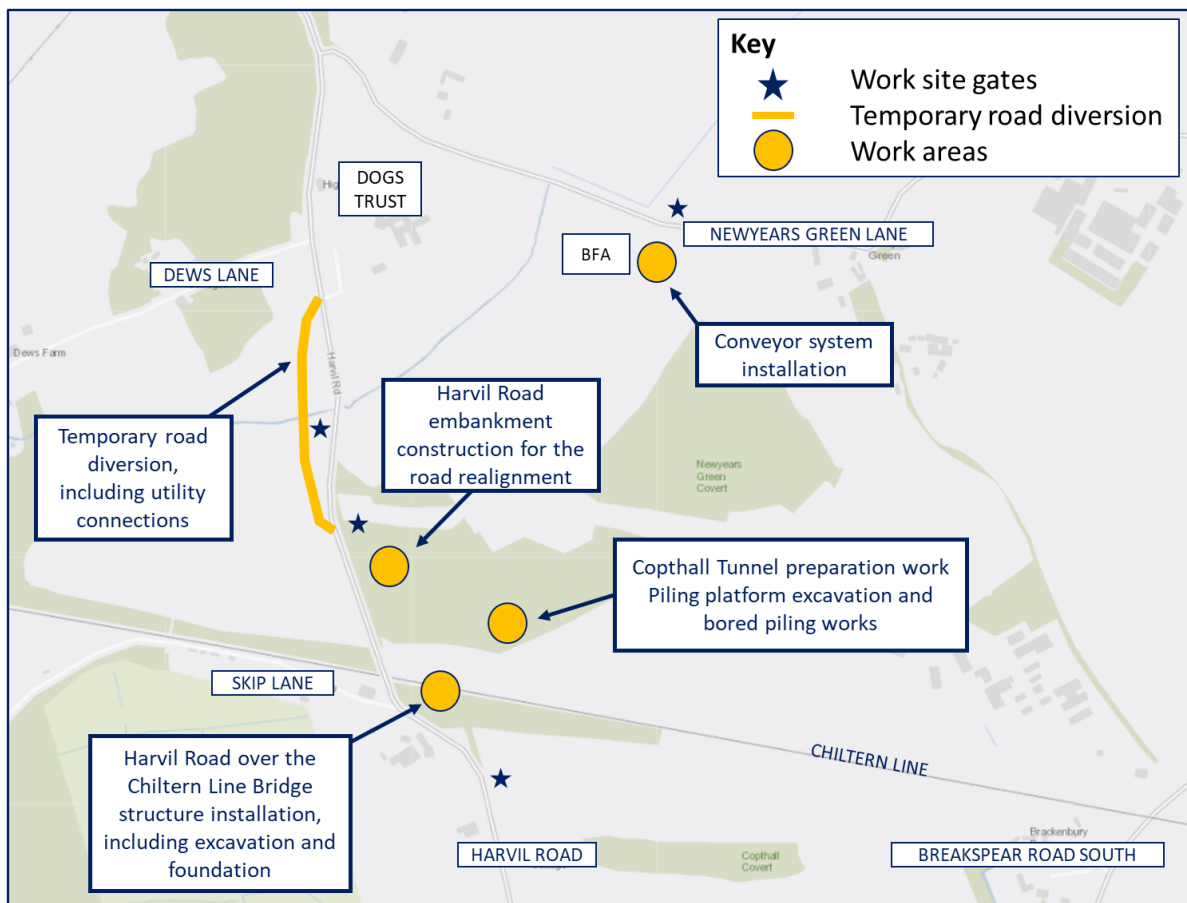 Key
Work site gates
Temporary road diversion
Work areas
DOGS
TRUST
High
NEWYEARS GREEN LANE
BFA
Green
DEWS LANE
Conveyor system
installation
Dews Farm
Harvil Rd
Harvil Road
embankment
construction for the
road realignment
Temporary road
diversion,
including utility
connections
Newyears
Green
Covert
Copthall Tunnel preparation work
Piling platform excavation and
bored piling works
SKIP LANE
CHILTERN LINE
Harvil Road over the
Chiltern Line Bridge
structure installation,
including excavation and
foundation
HARVIL ROAD
Copthall
Covert
Brackenbury
BREAKSPEAR ROAD SOUTH